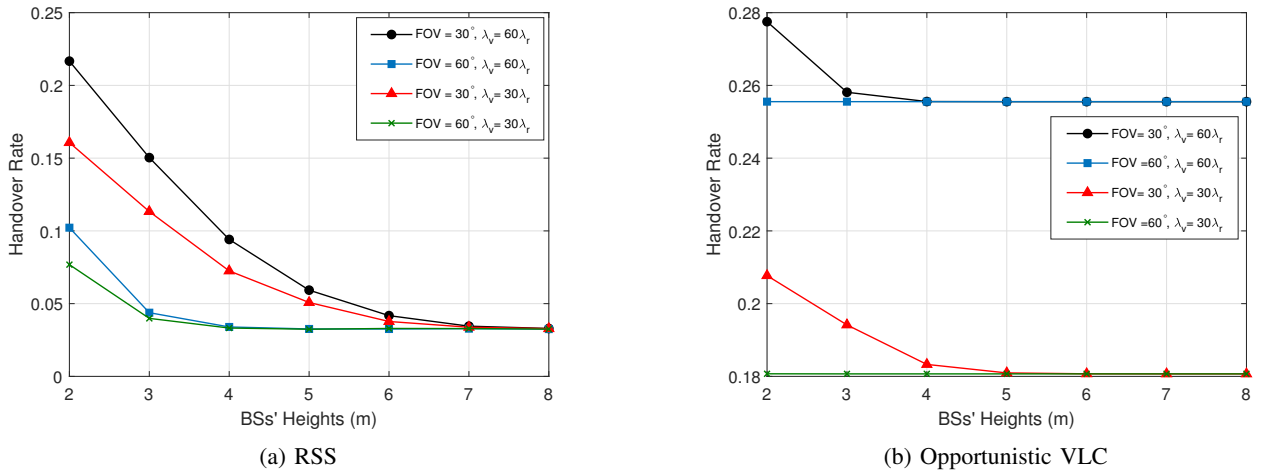 Handover Rate
0.2
0.15
0.1
0.05
0
2 3 4 5 6 7 8
BSs' Heights (m)
FOV = 30°, λv= 60λr
FOV = 60°, λv= 60λr
FOV = 30°, λv= 30λr
FOV = 60°, λv= 30λr
(a) RSS
Handover Rate
0.28
0.26
0.24
0.22
0.2
0.18
2 3 4 5 6 7 8
BSs' Heights (m)
FOV= 30°, λv= 60λr
FOV =60°, λv= 60λr
FOV= 30°, λv= 30λr
FOV =60°, λv= 30λr
(b) Opportunistic VLC